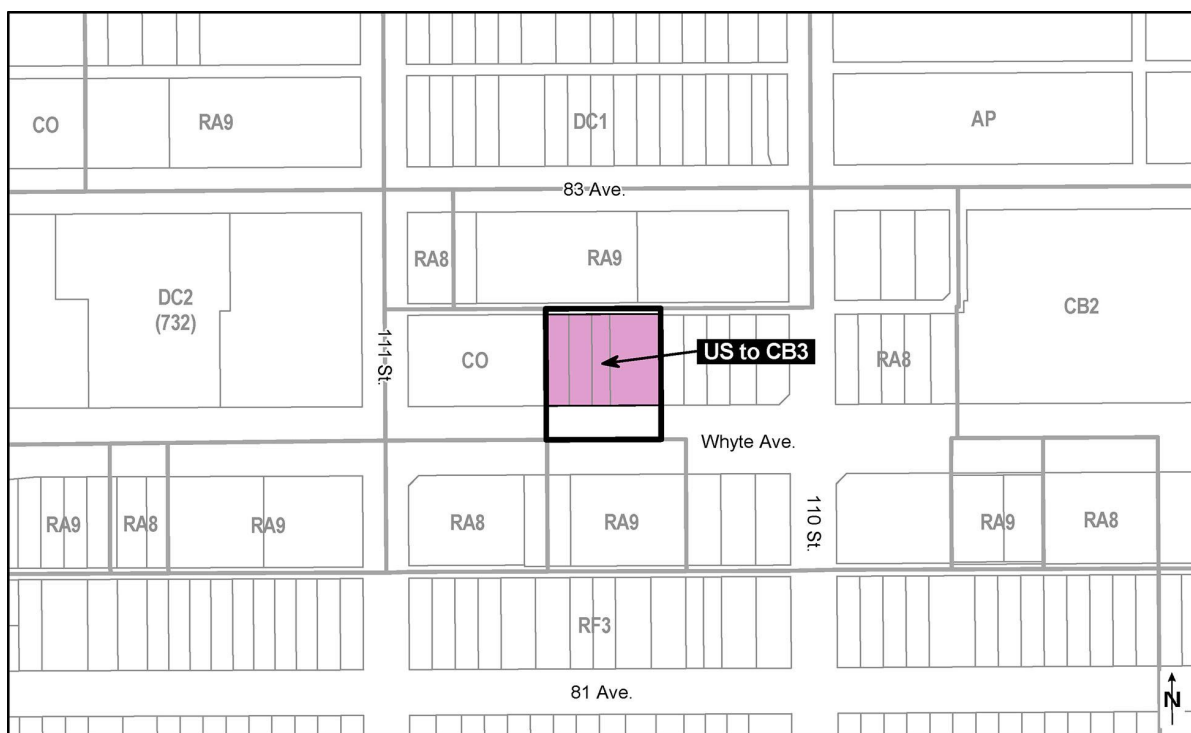 CO
RA9
DC1
AP
83 Ave.
RA8
RA9
DC2
(732)
CB2
111 St.
CO
US to CB3
RA8
Whyte Ave.
RA9
RA8
RA9
RA8
RA9
110 St.
RA9
RA8
RF3
81 Ave.
N